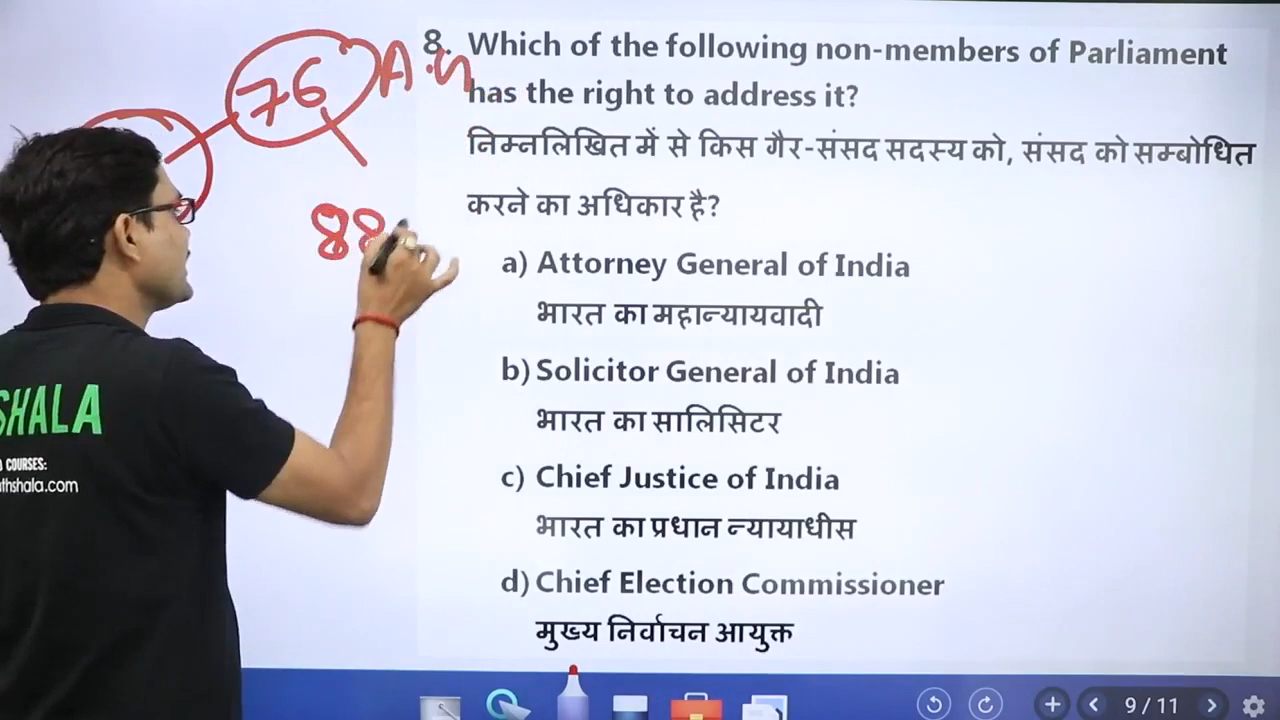 76 A.G
88
8. Which of the following non-members of Parliament
has the right to address it?
निम्नलिखित में से किस गैर-संसद सदस्य को, संसद को सम्बोधित
करने का अधिकार है?
a) Attorney General of India
भारत का महान्यायवादी
b) Solicitor General of India
भारत का सालिसिटर
c) Chief Justice of India
भारत का प्रधान न्यायाधीस
d) Chief Election Commissioner
मुख्य निर्वाचन आयुक्त
SHALA
COURSES:
thshala.com
9 / 11